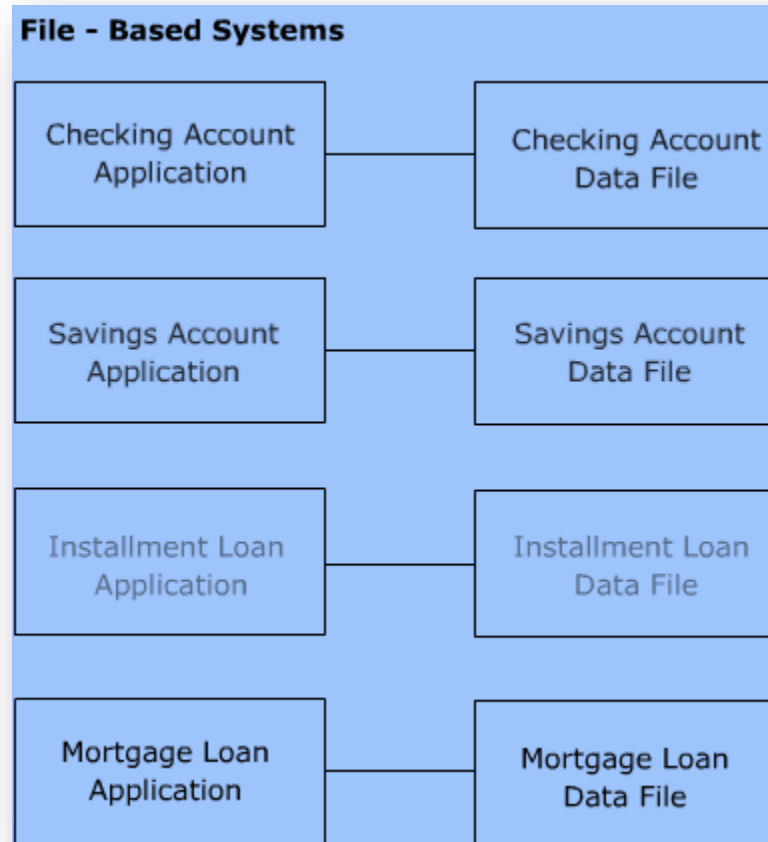 File - Based Systems
Checking Account
Application
Checking Account
Data File
Savings Account
Application
Savings Account
Data File
Installment Loan
Application
Installment Loan
Data File
Mortgage Loan
Application
Mortgage Loan
Data File